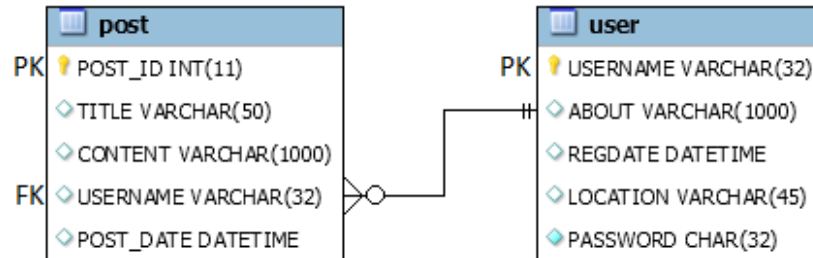 post
PK POST_ID INT(11)
TITLE VARCHAR(50)
CONTENT VARCHAR(1000)
FK USERNAME VARCHAR(32)
POST_DATE DATETIME
user
PK USERNAME VARCHAR(32)
ABOUT VARCHAR(1000)
REGDATE DATETIME
LOCATION VARCHAR(45)
PASSWORD CHAR(32)